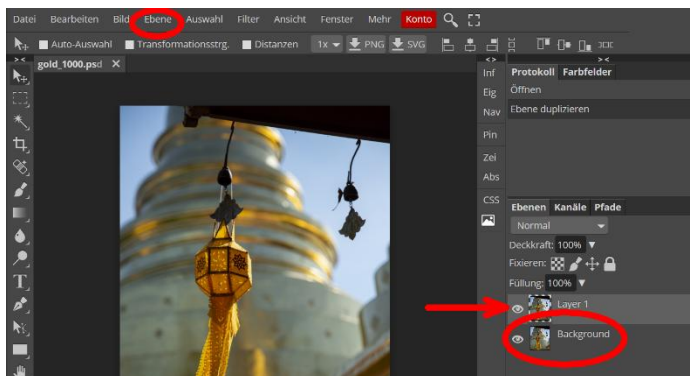 Datei Bearbeiten Bild Ebene Auswahl Filter Ansicht Fenster Mehr Konto
Auto-Auswahl Transformationsstrg. Distanzen 1x PNG SVG
gold_1000.psd
Inf
Eig
Nav
Pin
Zei
Abs
CSS
Protokoll Farbfelder
Öffnen
Ebene duplizieren
Ebenen Kanäle Pfade
Normal
Deckkraft: 100%
Fixieren:
Füllung: 100%
Layer 1
Background